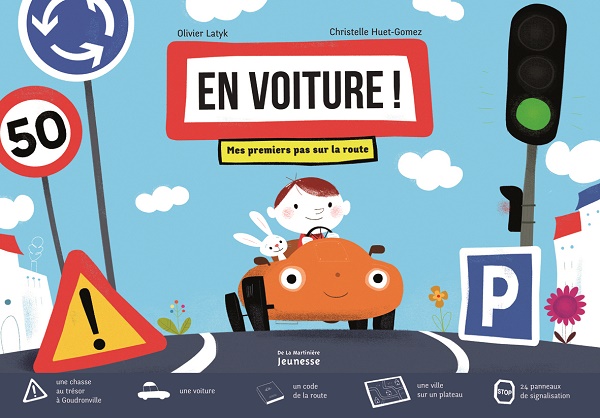 Olivier Latyk
Christelle Huet-Gomez
EN VOITURE !
Mes premiers pas sur la route
50
!
P
De La Martinière
Jeunesse
une chasse
au trésor
à Goudronville
une voiture
un code
de la route
une ville
sur un plateau
STOP
24 panneaux
de signalisation